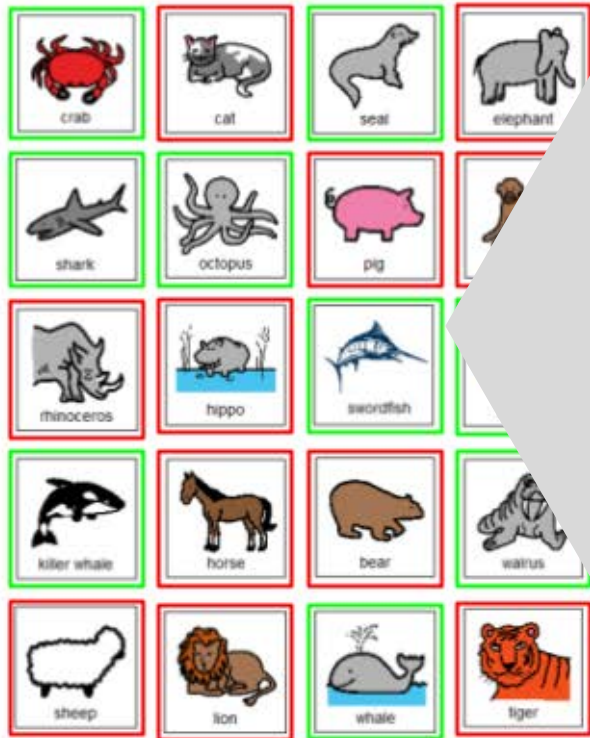 crab cat seal elephant
shark octopus pig
rhinoceros hippo swordfish
killer whale horse bear walrus
sheep lion whale tiger